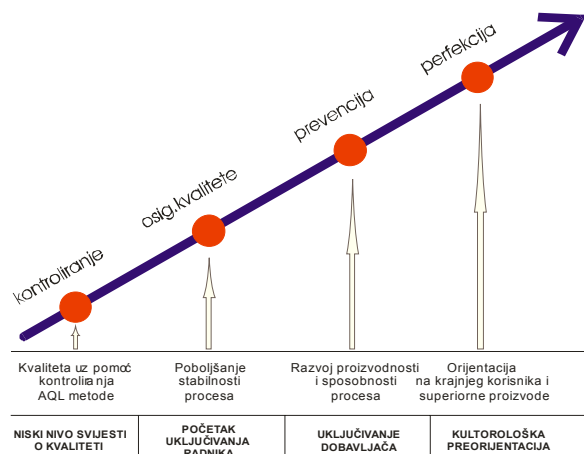 perfekcija
prevencija
osig.kvalitete
kontroliranje
Kvaliteta uz pomoć
kontroliranja
AQL metode
Poboljšanje
stabilnosti
procesa
Razvoj proizvodnosti
i sposobnosti
procesa
Orijentacija
na krajnjeg korisnika i
superiorne proizvode
NISKI NIVO SVIJESTI
O KVALITETI
POČETAK
UKLJUČIVANJA
RADNIKA
UKLJUČIVANJE
DOBAVLJAČA
KULTOROLOŠKA
PREORIJENTACIJA